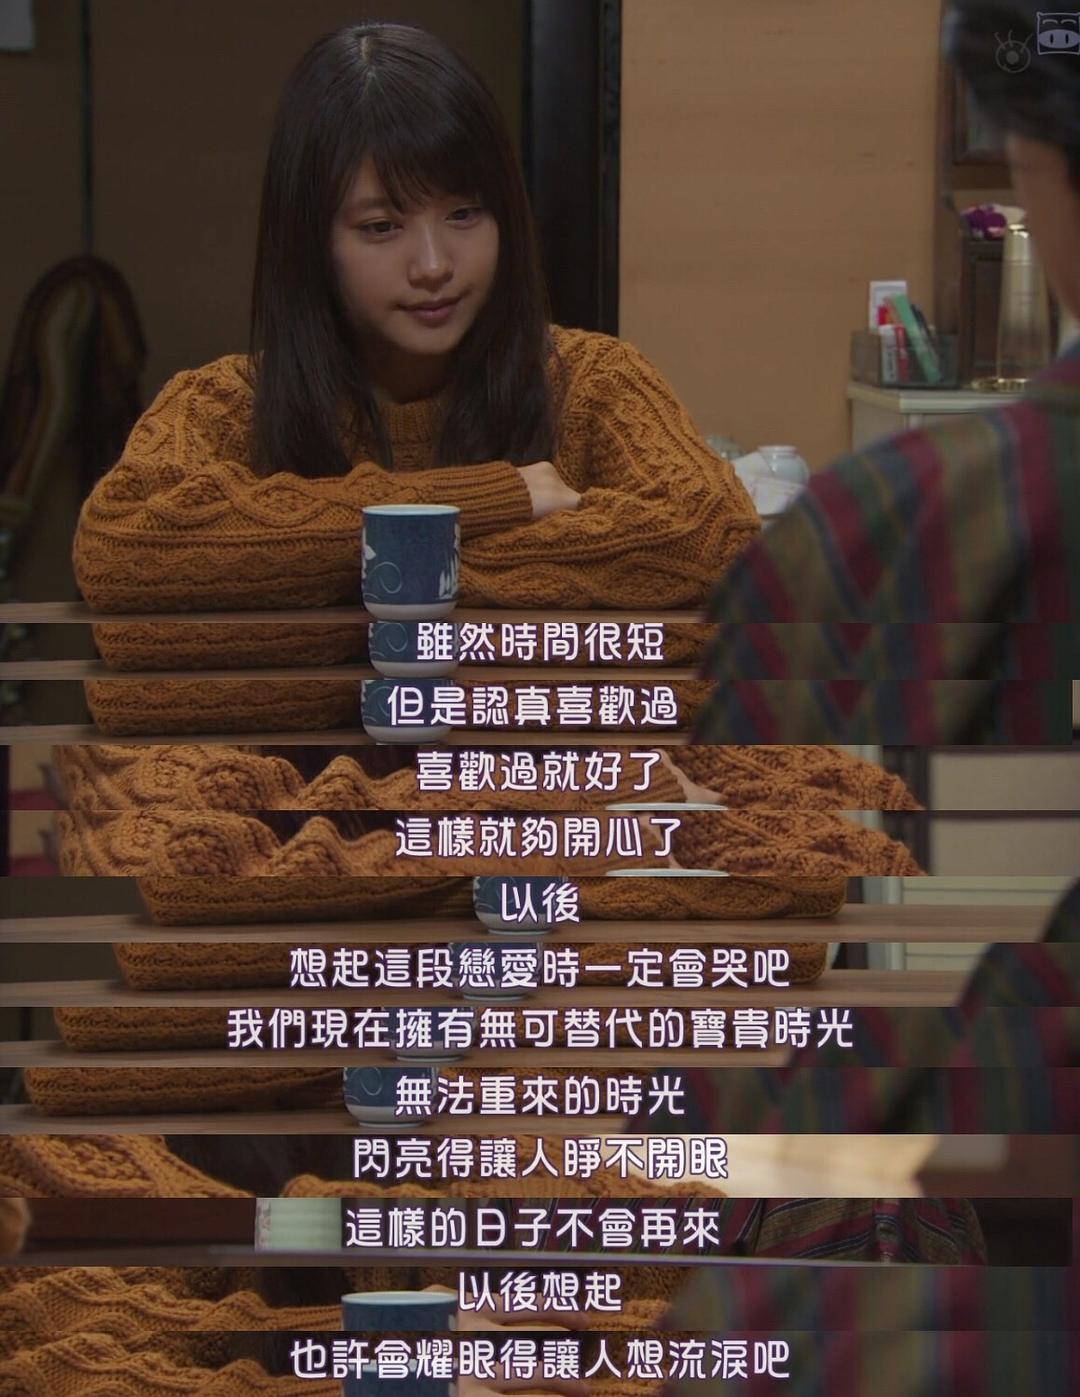 雖然時間很短
但是認真喜歡過
喜歡過就好了
這樣就夠開心了
以後
想起這段戀愛時一定會哭吧
我們現在擁有無可替代的寶貴時光
無法重來的時光
閃亮得讓人睜不開眼
這樣的日子不會再來
以後想起
也許會耀眼得讓人想流淚吧